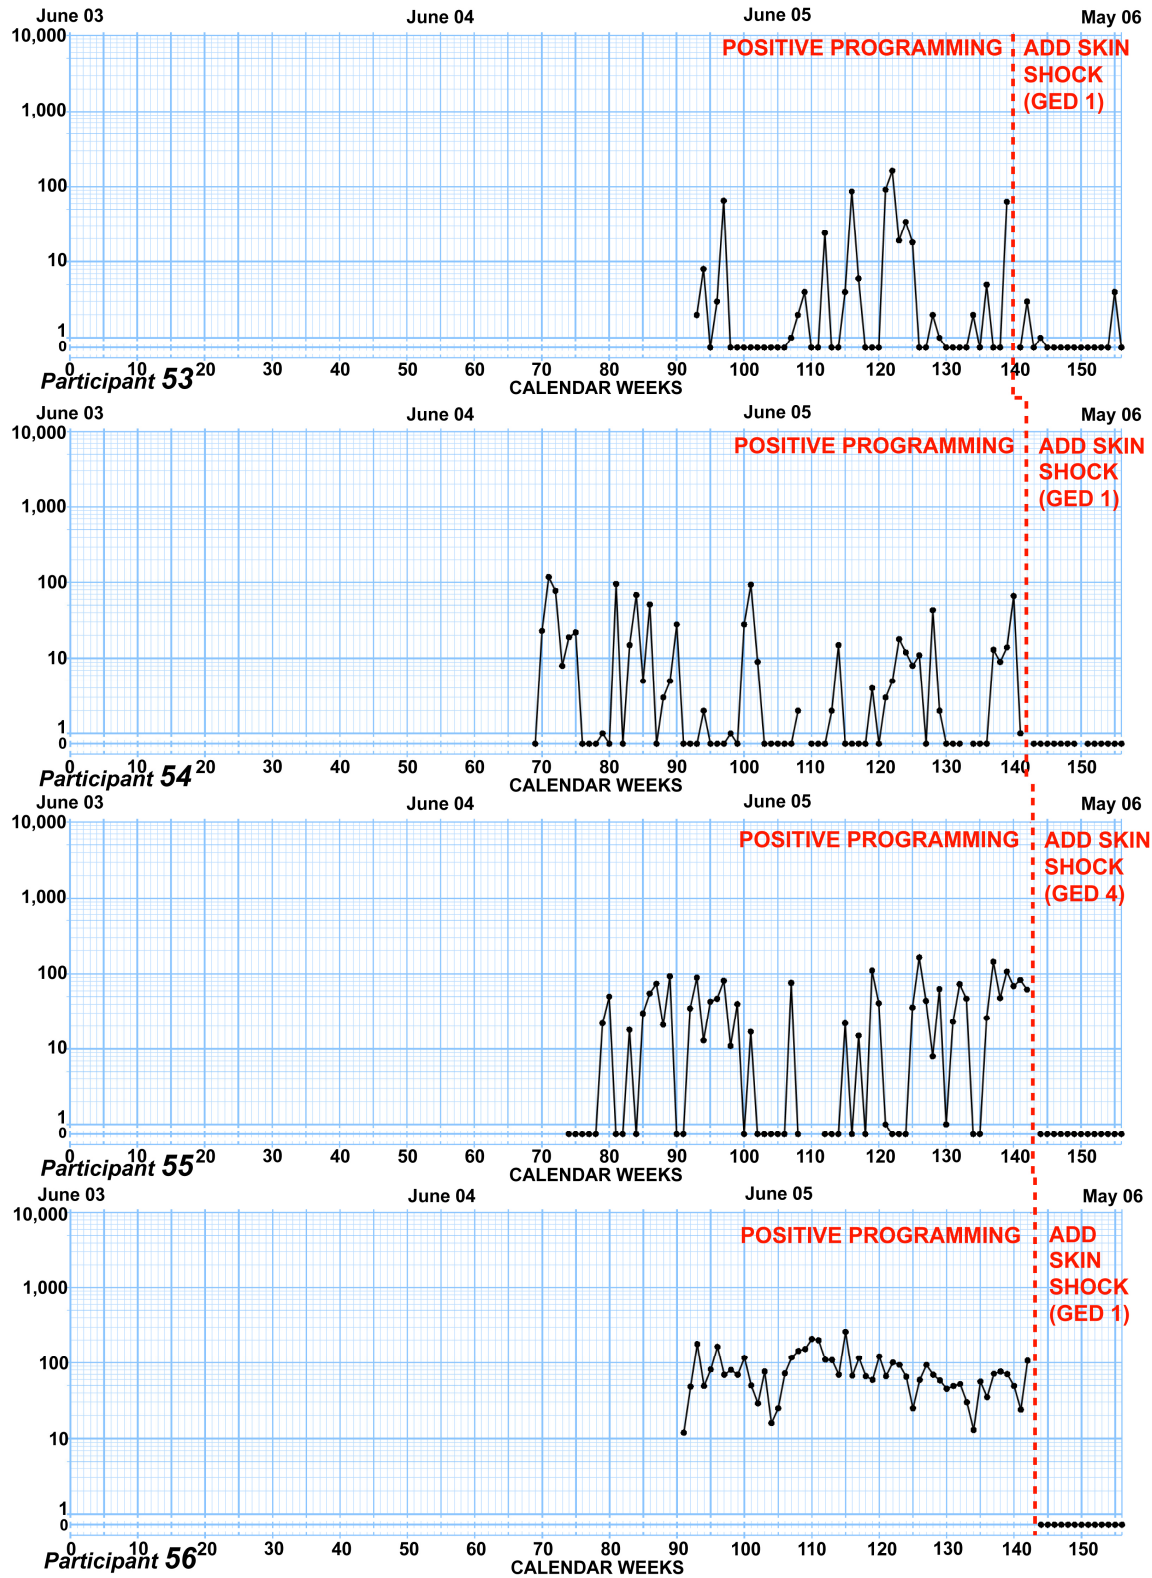 June 03 June 04 June 05 May 06
10,000
POSITIVE PROGRAMMING ADD SKIN
SHOCK
(GED 1)
1,000
100
10
1
0
0 10 20 30 40 50 60 70 80 90 100 110 120 130 140 150
Participant 53 CALENDAR WEEKS
June 03 June 04 June 05 May 06
10,000
POSITIVE PROGRAMMING ADD SKIN
SHOCK
(GED 1)
1,000
100
10
1
0
0 10 20 30 40 50 60 70 80 90 100 110 120 130 140 150
Participant 54 CALENDAR WEEKS
June 03 June 04 June 05 May 06
10,000
POSITIVE PROGRAMMING ADD SKIN
SHOCK
(GED 4)
1,000
100
10
1
0
0 10 20 30 40 50 60 70 80 90 100 110 120 130 140 150
Participant 55 CALENDAR WEEKS
June 03 June 04 June 05 May 06
10,000
POSITIVE PROGRAMMING ADD
SKIN
SHOCK
(GED 1)
1,000
100
10
1
0
0 10 20 30 40 50 60 70 80 90 100 110 120 130 140 150
Participant 56 CALENDAR WEEKS